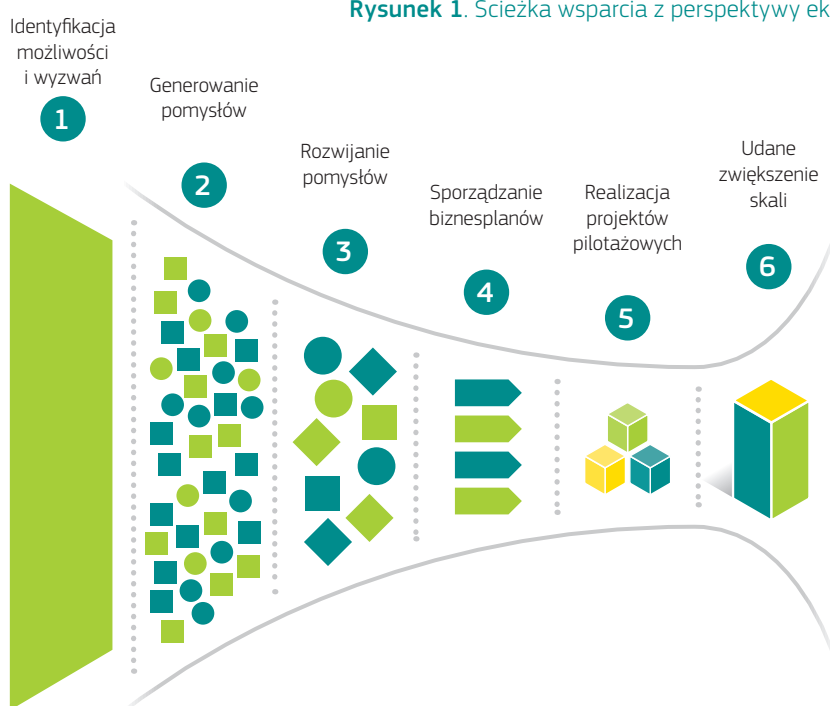 Rysunek 1. Ścieżka wsparcia z perspektywy ek
Identyfikacja
możliwości
i wyzwań
1
Generowanie
pomysłów
2
Rozwijanie
pomysłów
3
Sporządzanie
biznesplanów
4
Realizacja
projektów
pilotażowych
5
Udane
zwiększenie
skali
6